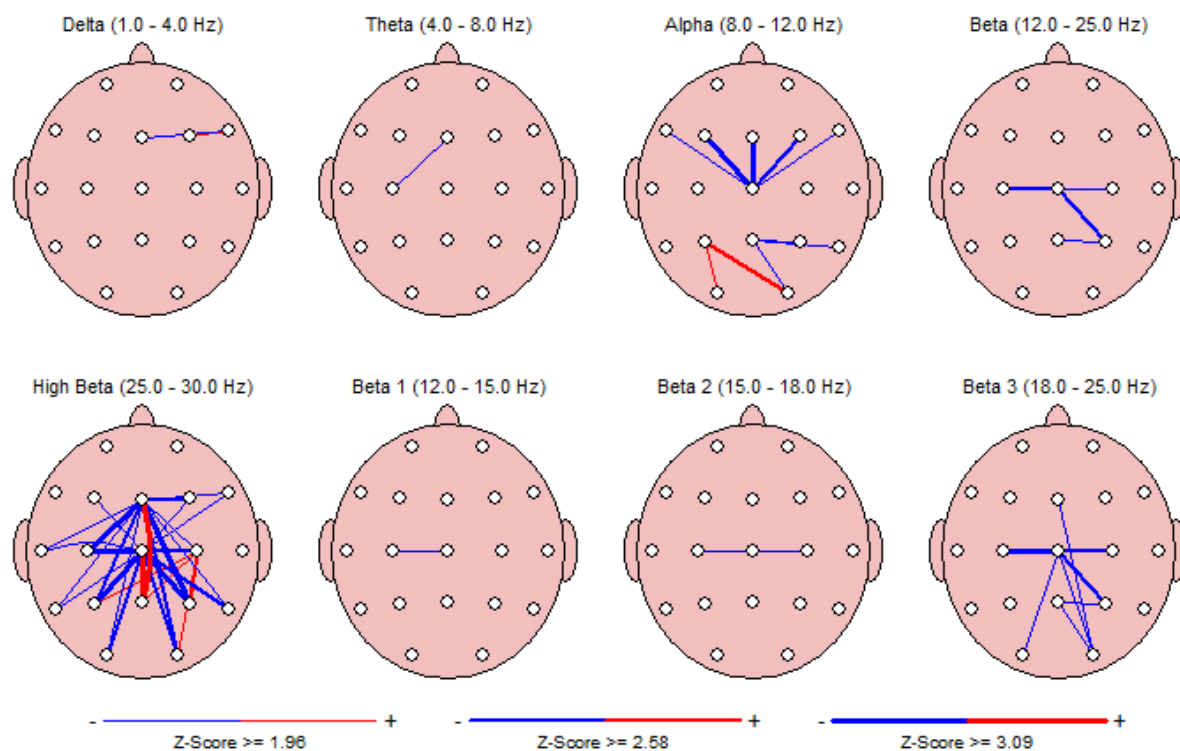 Delta (1.0 - 4.0 Hz)
Theta (4.0 - 8.0 Hz)
Alpha (8.0 - 12.0 Hz)
Beta (12.0 - 25.0 Hz)
High Beta (25.0 - 30.0 Hz)
Beta 1 (12.0 - 15.0 Hz)
Beta 2 (15.0 - 18.0 Hz)
Beta 3 (18.0 - 25.0 Hz)
- +
- +
- +
Z-Score >= 1.96
Z-Score >= 2.58
Z-Score >= 3.09